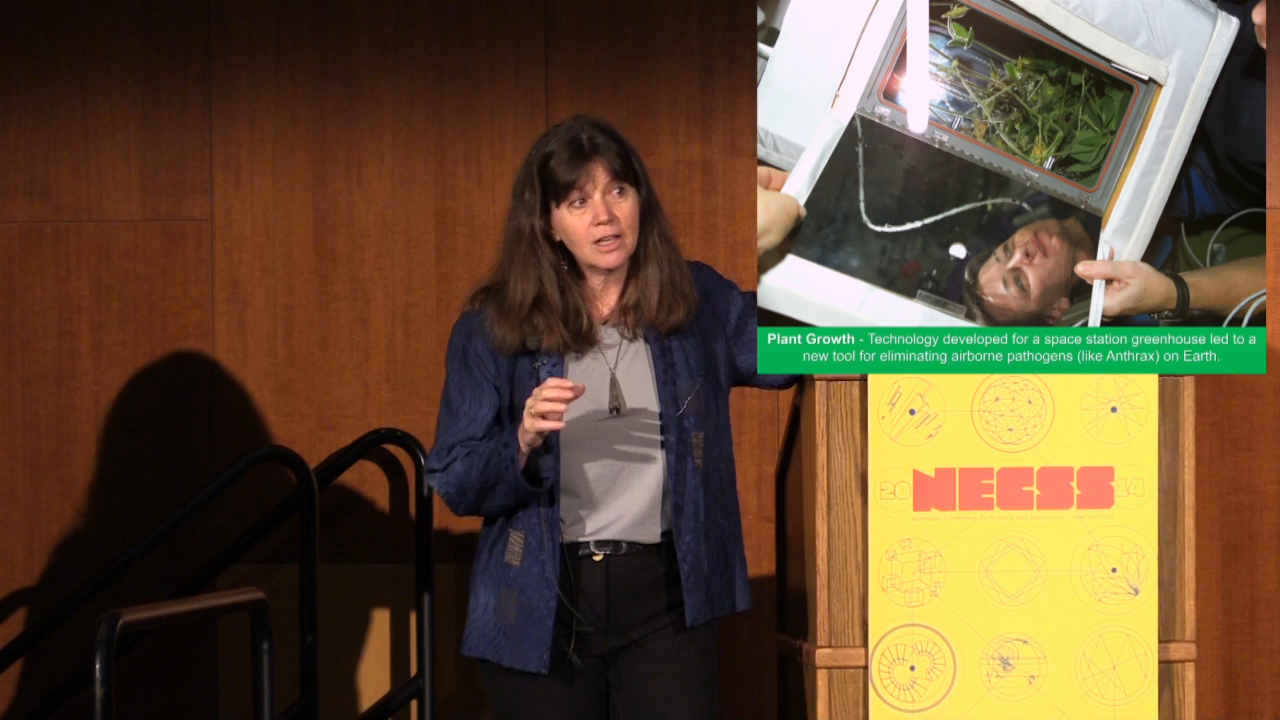 Plant Growth - Technology developed for a space station greenhouse led to a
new tool for eliminating airborne pathogens (like Anthrax) on Earth.
20 NECSS 14